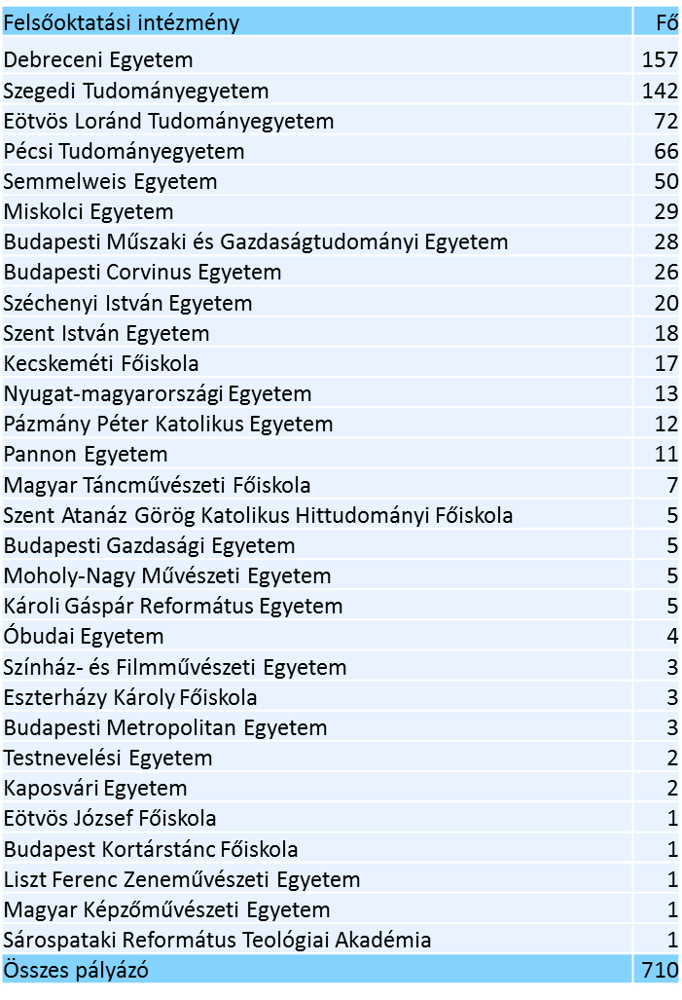 Felsőoktatási intézmény Fő
Debreceni Egyetem 157
Szegedi Tudományegyetem 142
Eötvös Loránd Tudományegyetem 72
Pécsi Tudományegyetem 66
Semmelweis Egyetem 50
Miskolci Egyetem 29
Budapesti Műszaki és Gazdaságtudományi Egyetem 28
Budapesti Corvinus Egyetem 26
Széchenyi István Egyetem 20
Szent István Egyetem 18
Kecskeméti Főiskola 17
Nyugat-magyarországi Egyetem 13
Pázmány Péter Katolikus Egyetem 12
Pannon Egyetem 11
Magyar Táncművészeti Főiskola 7
Szent Atanáz Görög Katolikus Hittudományi Főiskola 5
Budapesti Gazdasági Egyetem 5
Moholy-Nagy Művészeti Egyetem 5
Károli Gáspár Református Egyetem 5
Óbudai Egyetem 4
Színház- és Filmművészeti Egyetem 3
Eszterházy Károly Főiskola 3
Budapesti Metropolitan Egyetem 3
Testnevelési Egyetem 2
Kaposvári Egyetem 2
Eötvös József Főiskola 1
Budapest Kortárstánc Főiskola 1
Liszt Ferenc Zeneművészeti Egyetem 1
Magyar Képzőművészeti Egyetem 1
Sárospataki Református Teológiai Akadémia 1
Összes pályázó 710